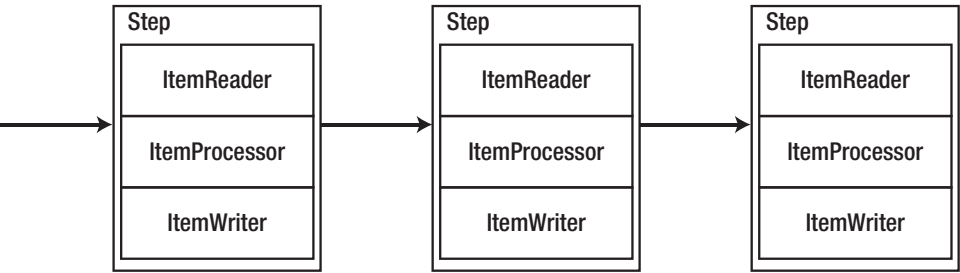 Step
ItemReader
ItemProcessor
ItemWriter
Step
ItemReader
ItemProcessor
ItemWriter
Step
ItemReader
ItemProcessor
ItemWriter